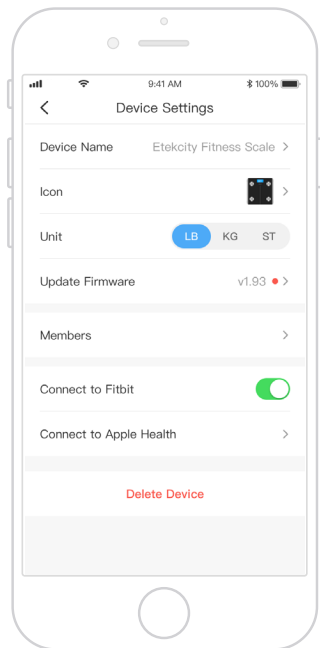 9:41 AM 100%
Device Settings
Device Name Etekcity Fitness Scale
Icon
Unit LB KG ST
Update Firmware v1.93
Members
Connect to Fitbit
Connect to Apple Health
Delete Device